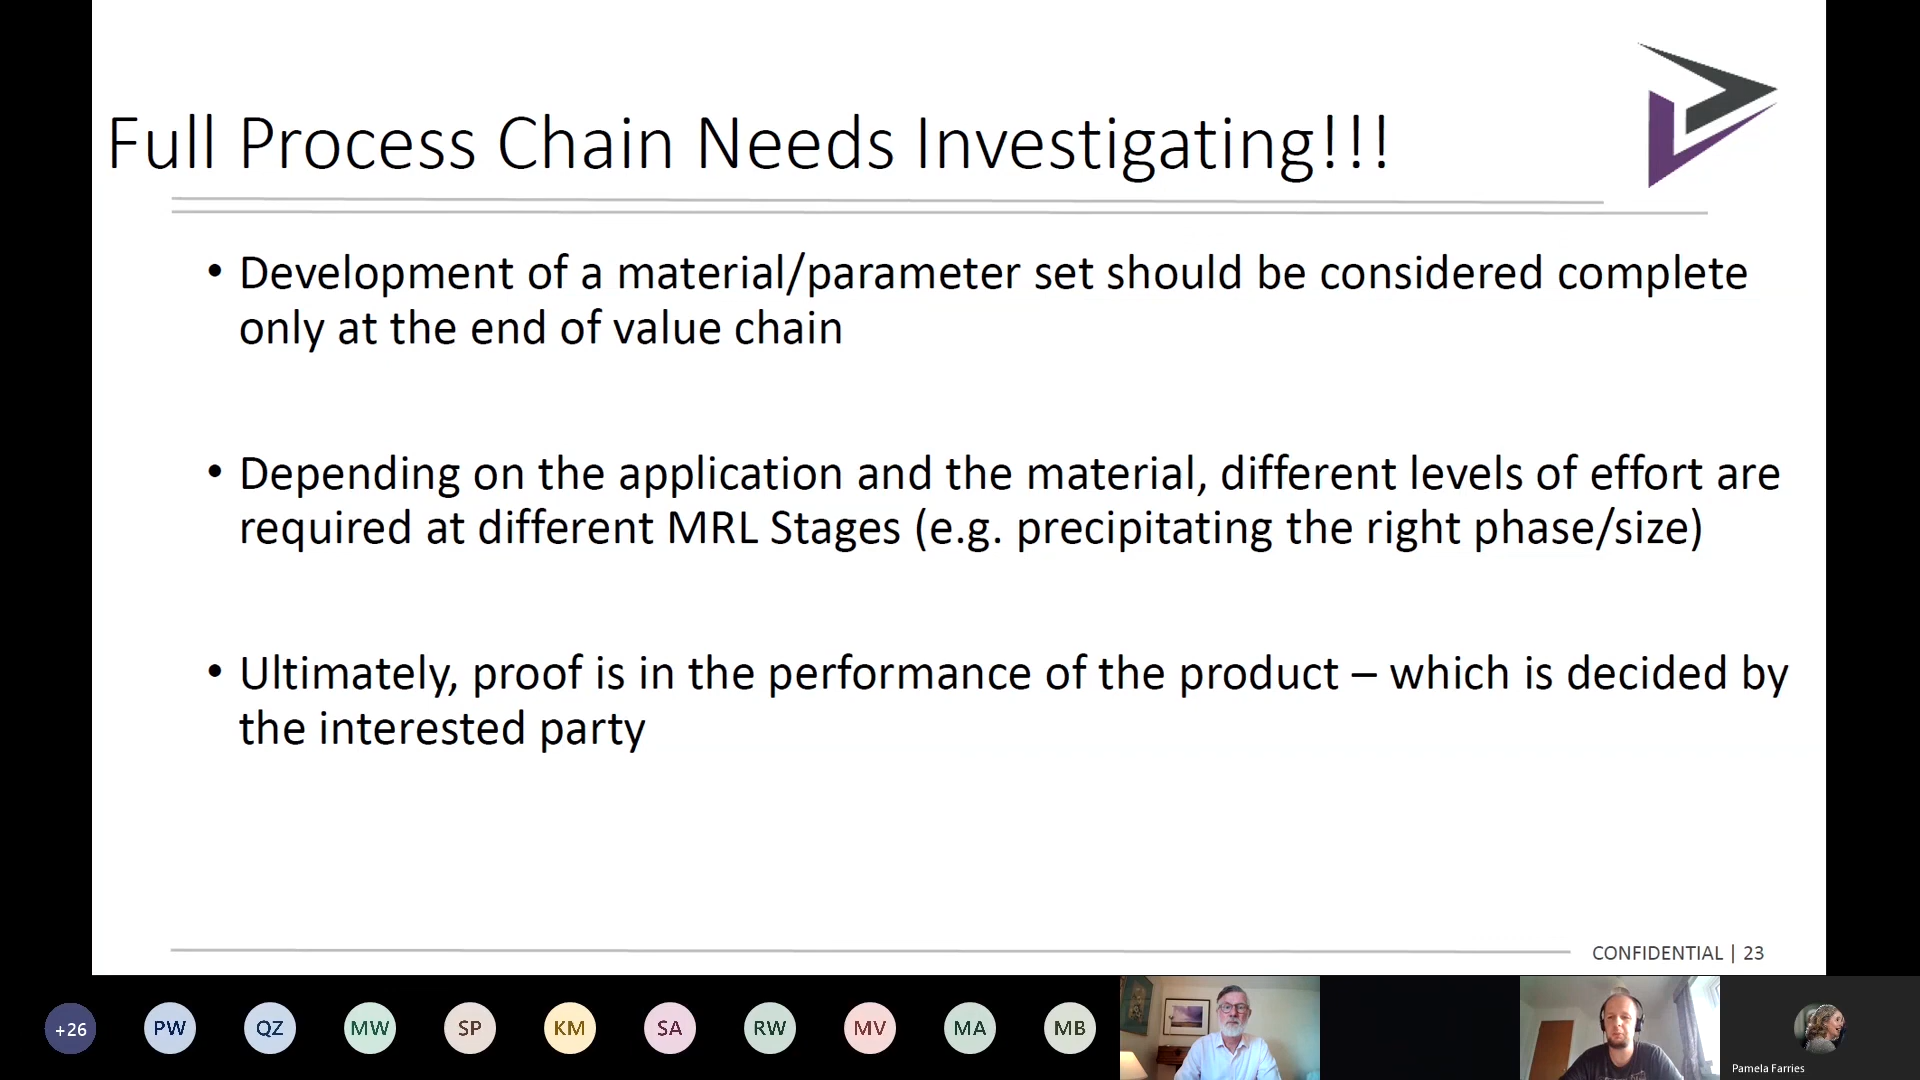 Full Process Chain Needs Investigating!!!
• Development of a material/parameter set should be considered complete
only at the end of value chain
• Depending on the application and the material, different levels of effort are
required at different MRL Stages (e.g. precipitating the right phase/size)
• Ultimately, proof is in the performance of the product – which is decided by
the interested party
CONFIDENTIAL | 23
+26 PW QZ MW SP KM SA RW MV MA MB
Pamela Farries